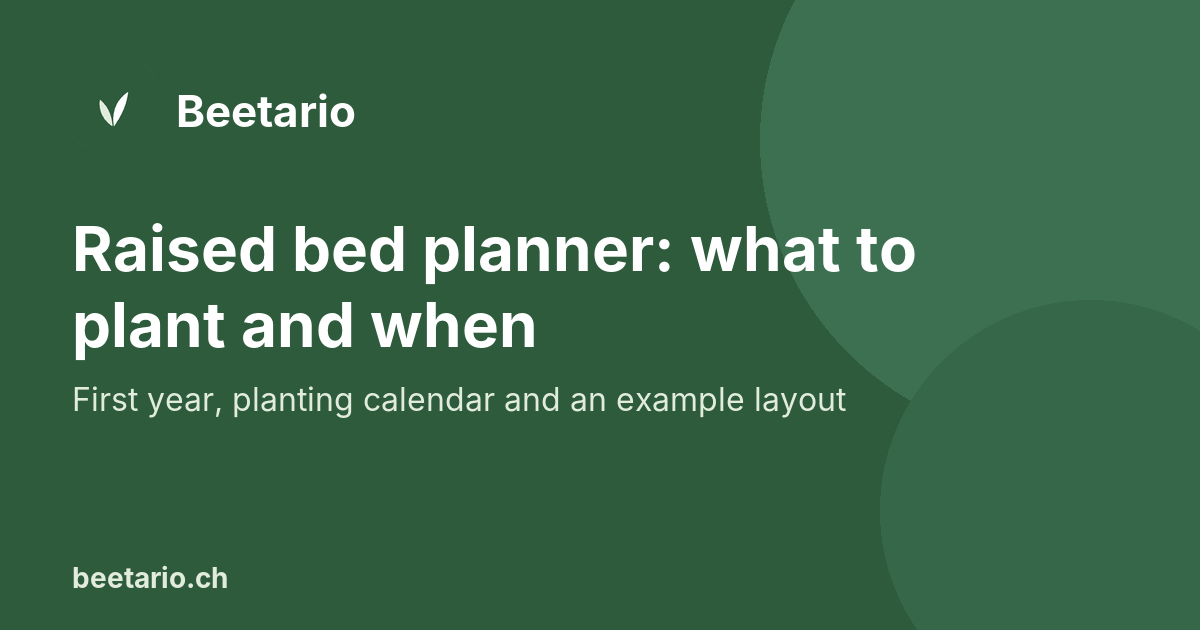 Beetario
Raised bed planner: what to
plant and when
First year, planting calendar and an example layout
beetario.ch